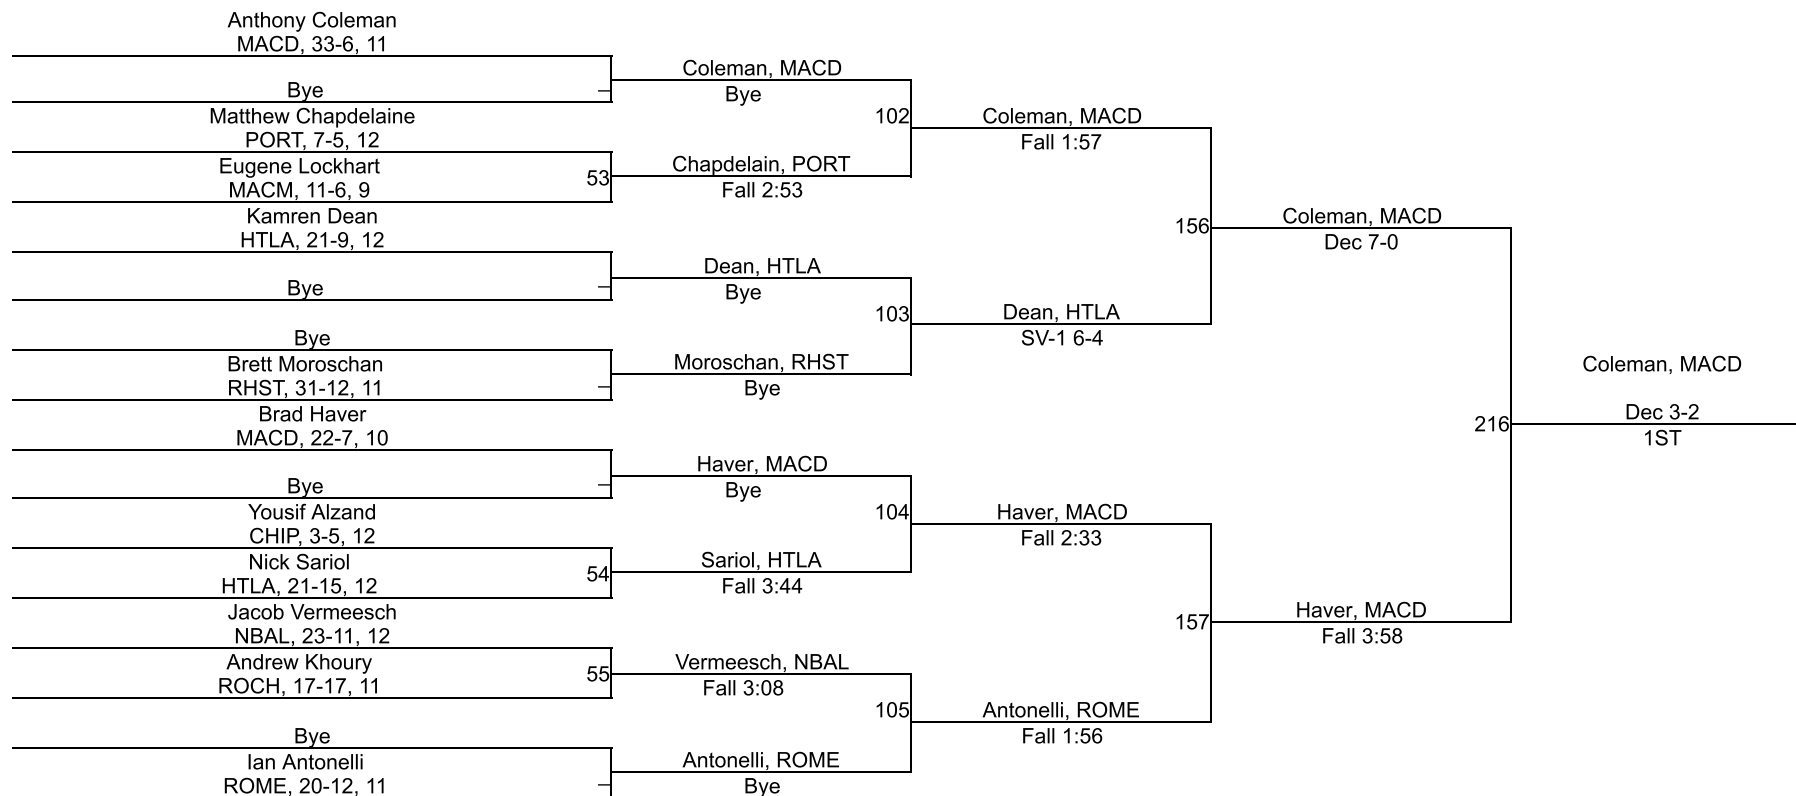 Anthony Coleman
MACD, 33-6, 11
Bye
Matthew Chapdelaine
PORT, 7-5, 12
Eugene Lockhart
MACM, 11-6, 9
Kamren Dean
HTLA, 21-9, 12
Bye
Bye
Brett Moroschan
RHST, 31-12, 11
Brad Haver
MACD, 22-7, 10
Bye
Yousif Alzand
CHIP, 3-5, 12
Nick Sariol
HTLA, 21-15, 12
Jacob Vermeesch
NBAL, 23-11, 12
Andrew Khoury
ROCH, 17-17, 11
Bye
Ian Antonelli
ROME, 20-12, 11
53
54
55
Coleman, MACD
Bye
Chapdelain, PORT
Fall 2:53
Dean, HTLA
Bye
Moroschan, RHST
Bye
Haver, MACD
Bye
Sariol, HTLA
Fall 3:44
Vermeesch, NBAL
Fall 3:08
Antonelli, ROME
Bye
102
103
104
105
Coleman, MACD
Fall 1:57
Dean, HTLA
SV-1 6-4
Haver, MACD
Fall 2:33
Antonelli, ROME
Fall 1:56
156
157
Coleman, MACD
Dec 7-0
Haver, MACD
Fall 3:58
216
Coleman, MACD
Dec 3-2
1ST